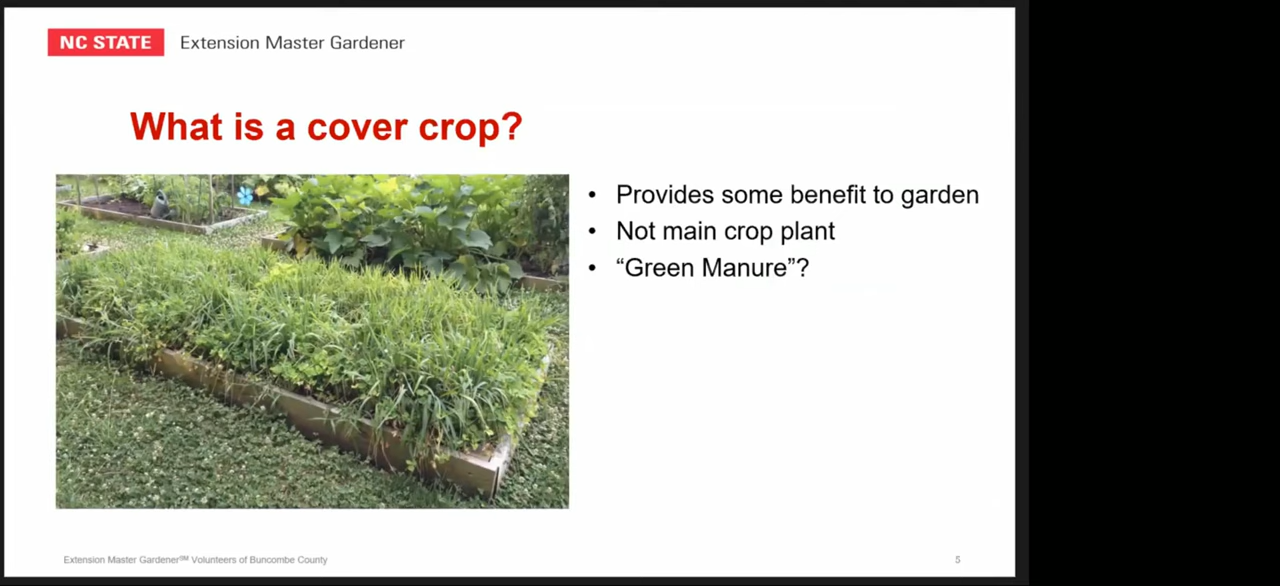 NC STATE Extension Master Gardener
What is a cover crop?
• Provides some benefit to garden
• Not main crop plant
• “Green Manure”?
Extension Master Gardener℠ Volunteers of Buncombe County
5